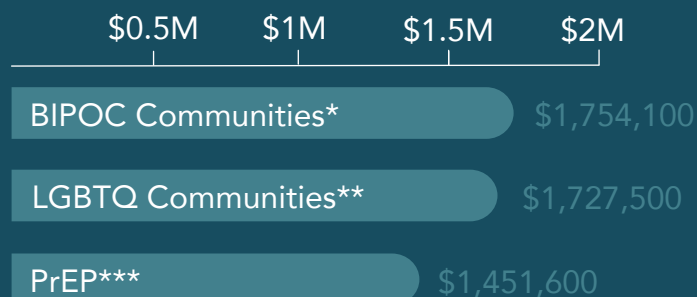 $0.5M $1M $1.5M $2M
BIPOC Communities* $1,754,100
LGBTQ Communities** $1,727,500
PrEP*** $1,451,600